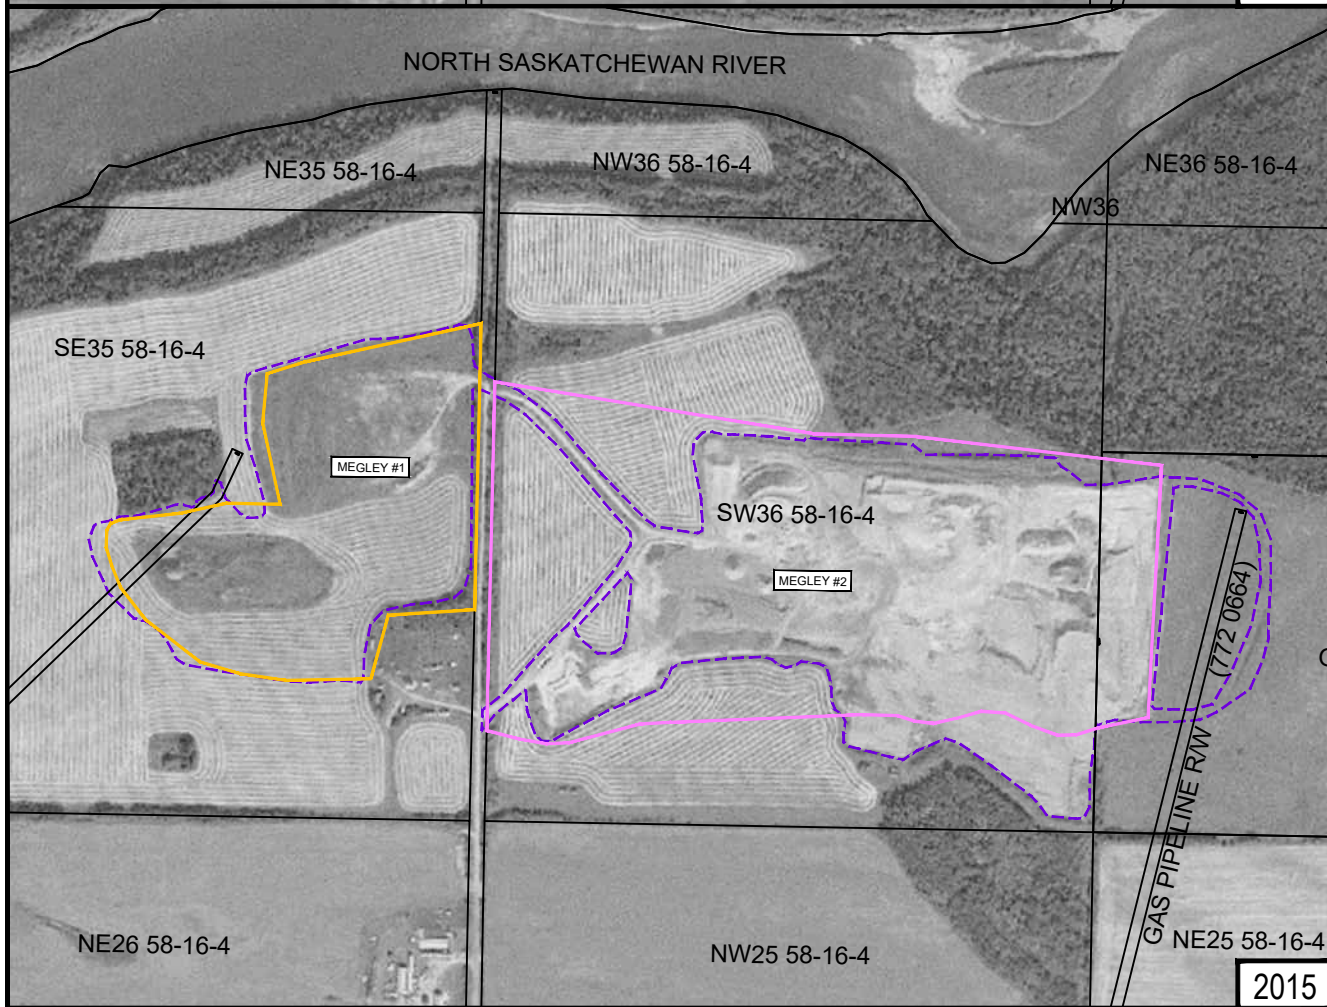 NORTH SASKATCHEWAN RIVER
NE35 58-16-4
NW36 58-16-4
NE36 58-16-4
NW36
SE35 58-16-4
MEGLEY #1
SW36 58-16-4
MEGLEY #2
GAS PIPELINE R/W (772 0664)
NE26 58-16-4
NW25 58-16-4
NE25 58-16-4
2015